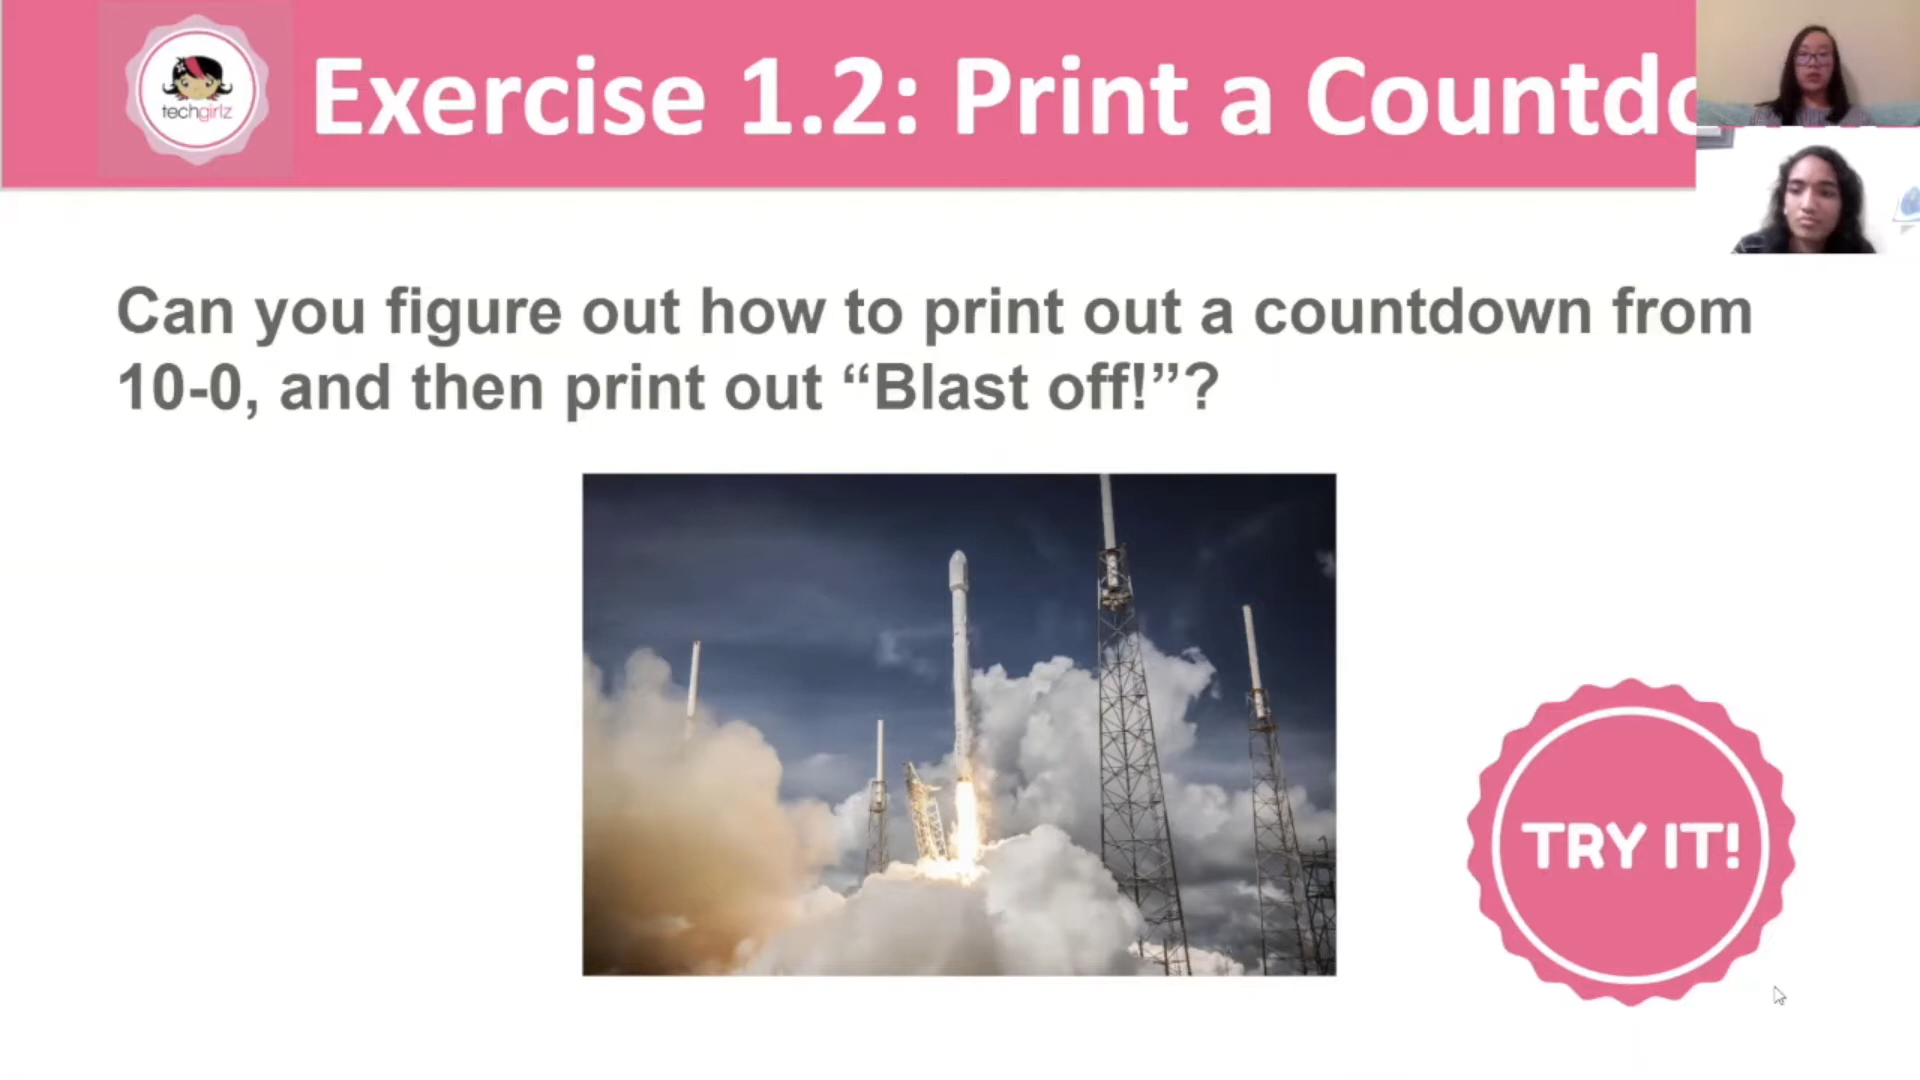 techgirlz
Exercise 1.2: Print a Countdo
Can you figure out how to print out a countdown from
10-0, and then print out “Blast off!”?
TRY IT!